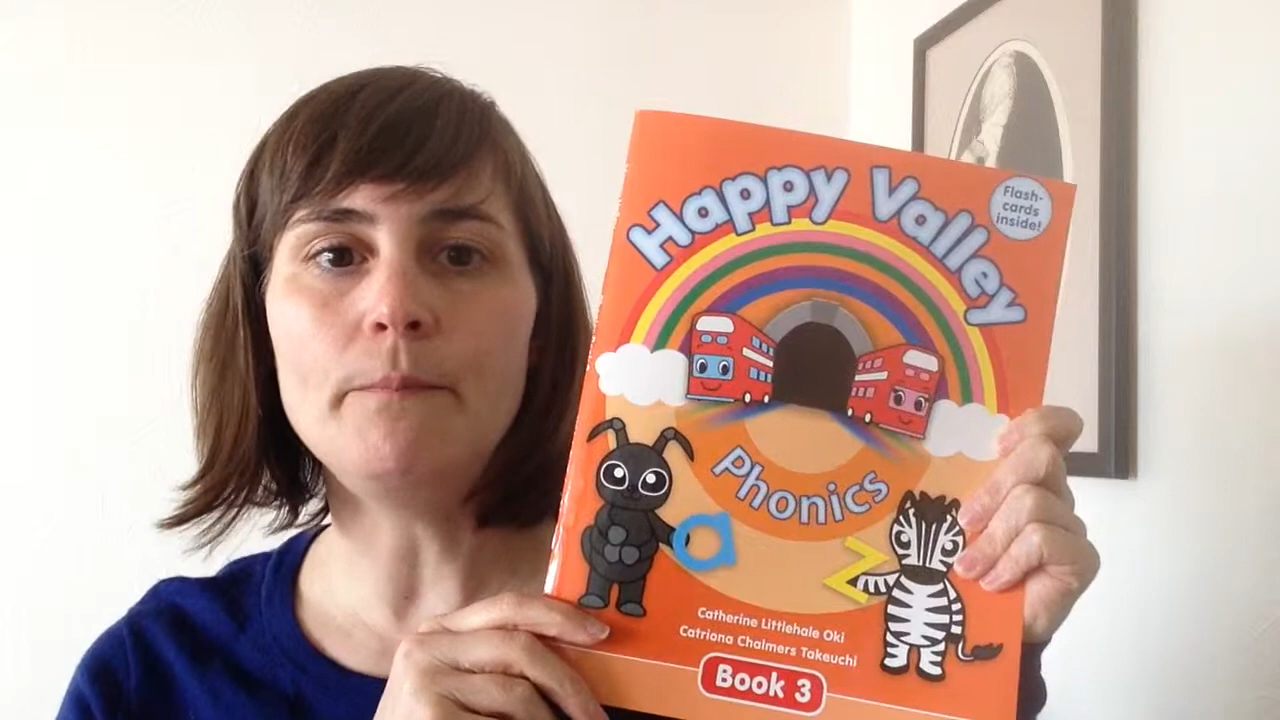 Happy Valley
Flash-
cards
inside!
Phonics
a
z
Catherine Littlehale Oki
Catriona Chalmers Takeuchi
Book 3